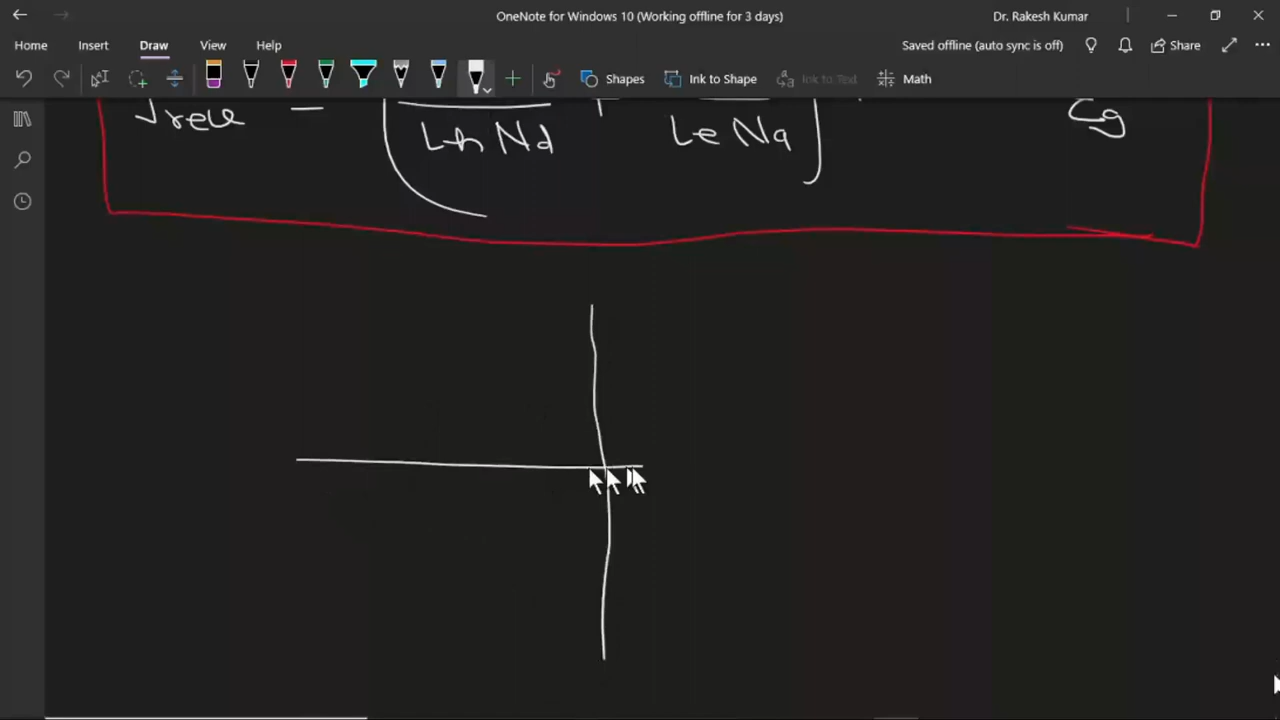 OneNote for Windows 10 (Working offline for 3 days) Dr. Rakesh Kumar
Home Insert Draw View Help Saved offline (auto sync is off) Share
Shapes Ink to Shape Ink to Text Math
Lh Nd Le Na